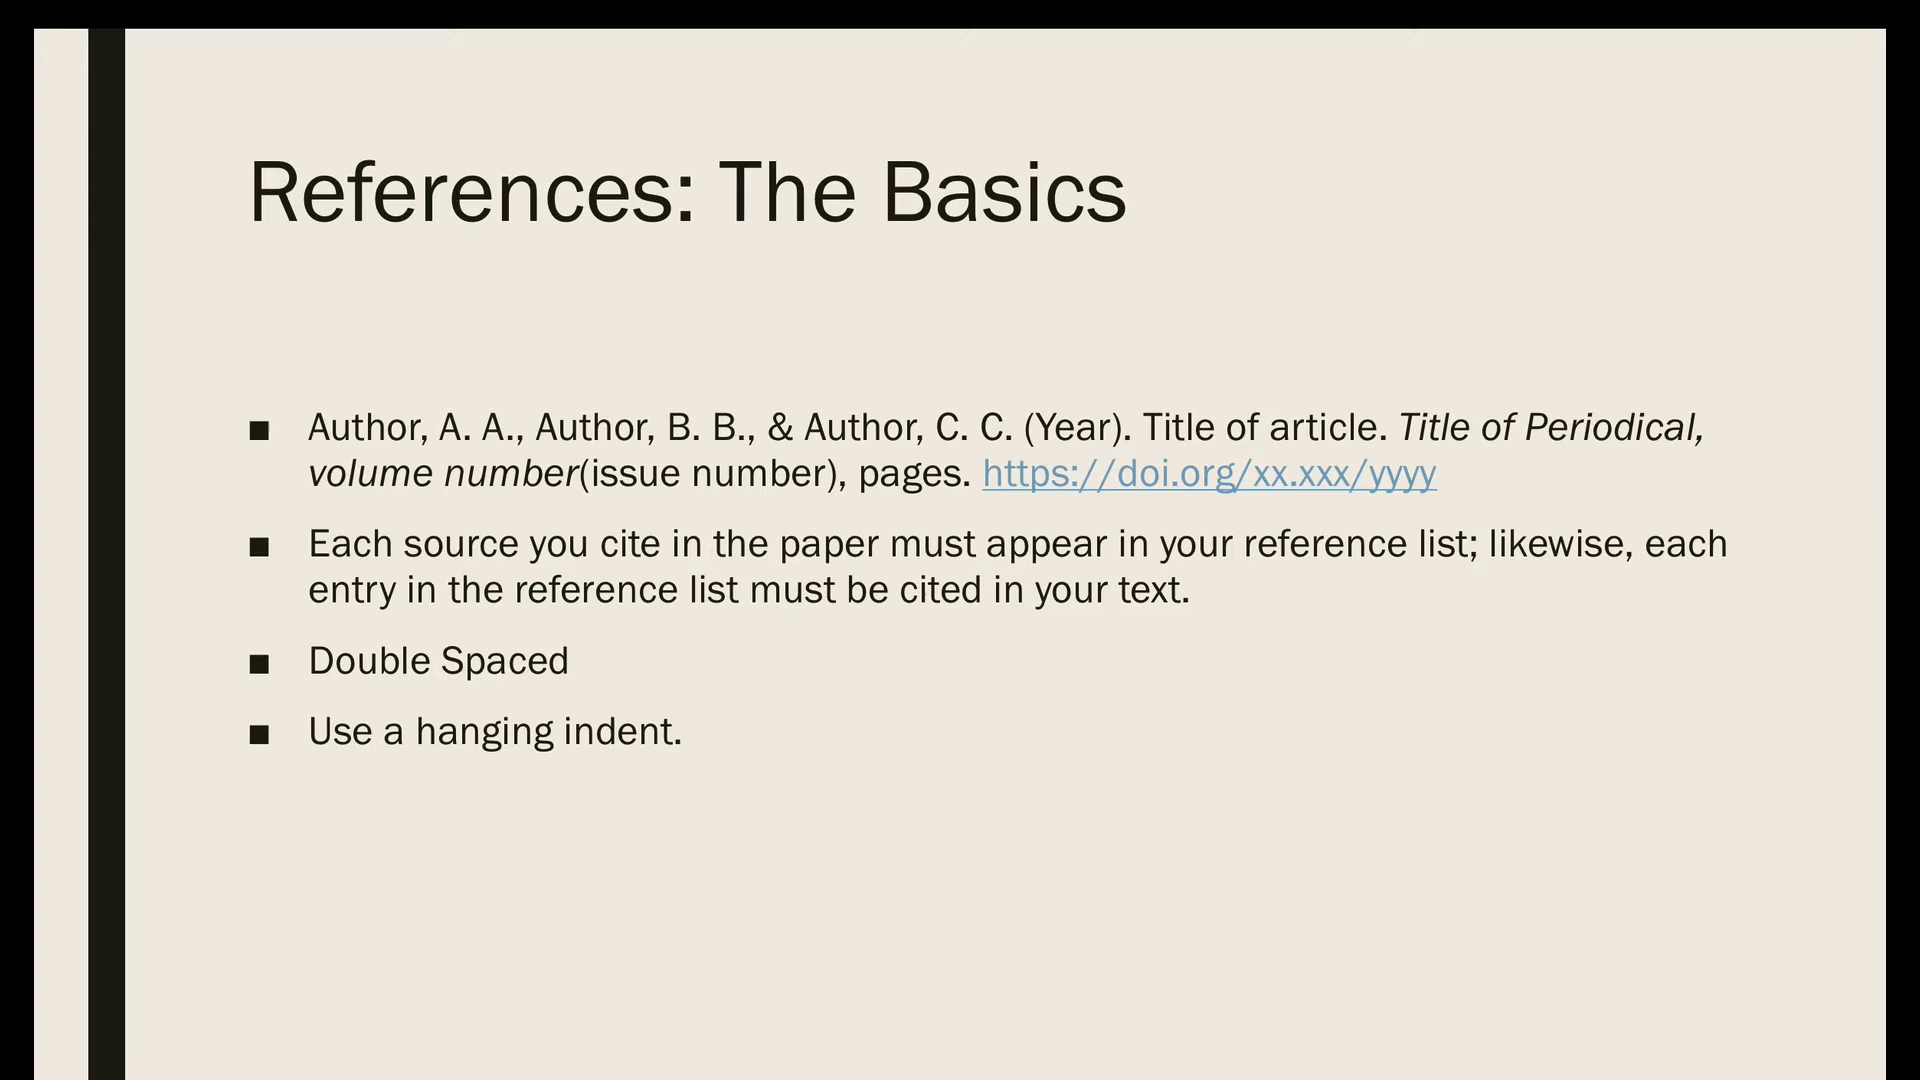 References: The Basics
■ Author, A. A., Author, B. B., & Author, C. C. (Year). Title of article. Title of Periodical,
volume number(issue number), pages. https://doi.org/xx.xxx/yyyy
■ Each source you cite in the paper must appear in your reference list; likewise, each
entry in the reference list must be cited in your text.
■ Double Spaced
■ Use a hanging indent.